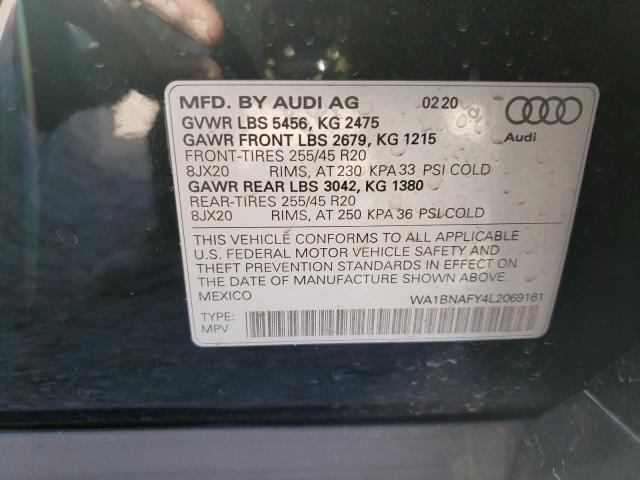 MFD. BY AUDI AG 0220
GVWR LBS 5456, KG 2475
GAWR FRONT LBS 2679, KG 1215 Audi
FRONT-TIRES 255/45 R20
8JX20 RIMS, AT 230 KPA 33 PSI COLD
GAWR REAR LBS 3042, KG 1380
REAR-TIRES 255/45 R20
8JX20 RIMS, AT 250 KPA 36 PSI COLD
THIS VEHICLE CONFORMS TO ALL APPLICABLE
U.S. FEDERAL MOTOR VEHICLE SAFETY AND
THEFT PREVENTION STANDARDS IN EFFECT ON
THE DATE OF MANUFACTURE SHOWN ABOVE.
MEXICO WA1BNAFY4L2069161
TYPE:
MPV